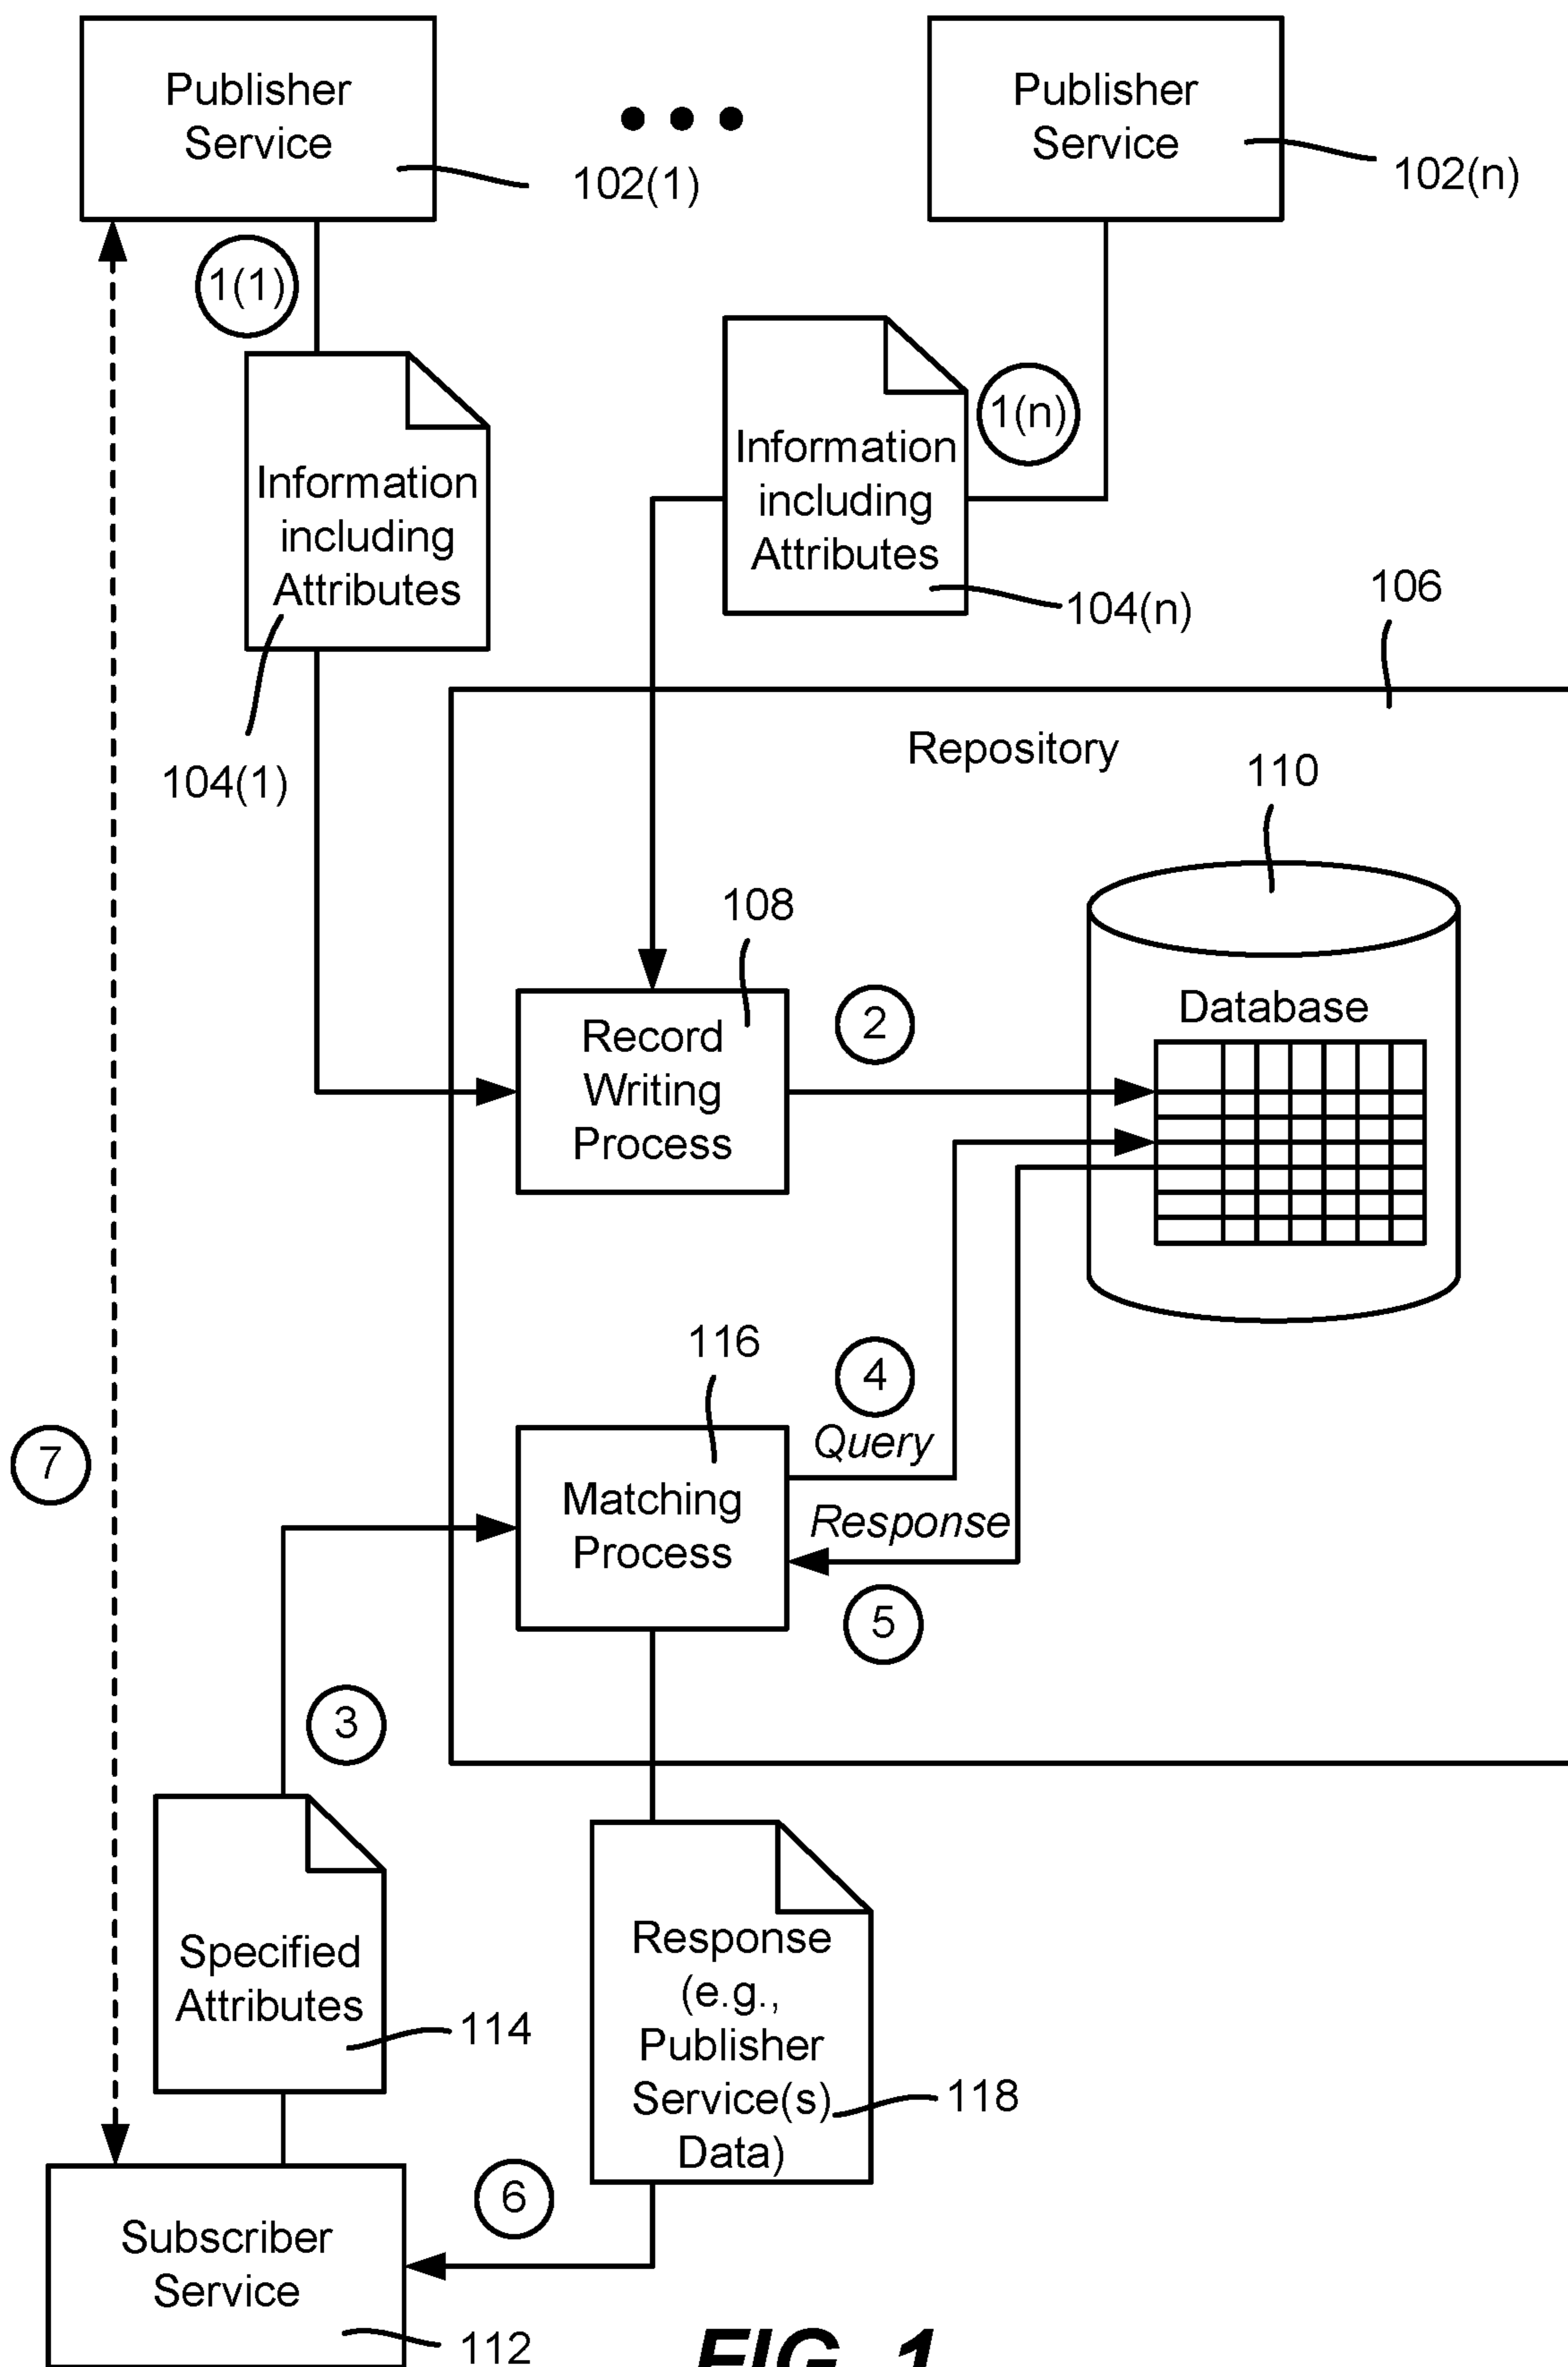 Publisher
Service
102(1)
Publisher
Service
102(n)
1(1)
1(n)
Information
including
Attributes
104(1)
Information
including
Attributes
104(n)
106
Repository
110
108
Record
Writing
Process
2
Database
116
4
Query
Matching
Process
Response
5
7
3
Specified
Attributes
114
Response
(e.g.,
Publisher
Service(s)
Data)
118
6
Subscriber
Service
112
FIG. 1